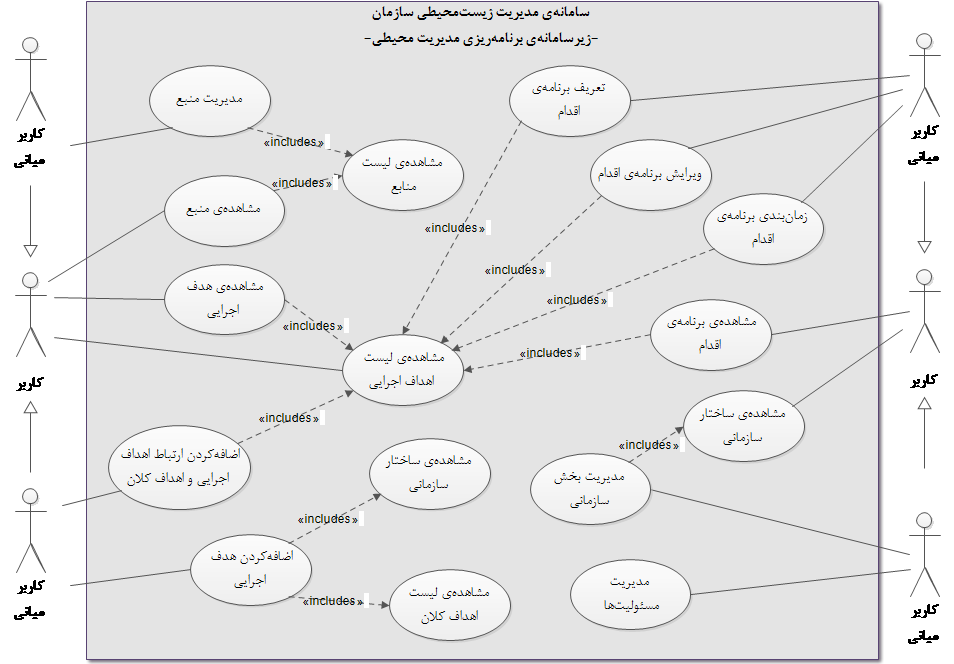 سامانه‌ی مدیریت زیست‌محیطی سازمان
-زیرسامانه‌ی برنامه‌ریزی مدیریت محیطی-
کاربر
میانی
کاربر
کاربر
میانی
مدیریت منبع
«includes»
مشاهده‌ی لیست
منابع
«includes»
مشاهده‌ی منبع
مشاهده‌ی هدف
اجرایی
«includes»
مشاهده‌ی لیست
اهداف اجرایی
«includes»
اضافه‌کردن ارتباط اهداف
اجرایی و اهداف کلان
مشاهده‌ی ساختار
سازمانی
«includes»
اضافه‌کردن هدف
اجرایی
«includes»
مشاهده‌ی لیست
اهداف کلان
تعریف برنامه‌ی
اقدام
«includes»
ویرایش برنامه‌ی اقدام
«includes»
زمان‌بندی برنامه‌ی
اقدام
«includes»
مشاهده‌ی برنامه‌ی
اقدام
«includes»
مشاهده‌ی ساختار
سازمانی
«includes»
مدیریت بخش
سازمانی
مدیریت
مسئولیت‌ها
کاربر
میانی
کاربر
کاربر
میانی